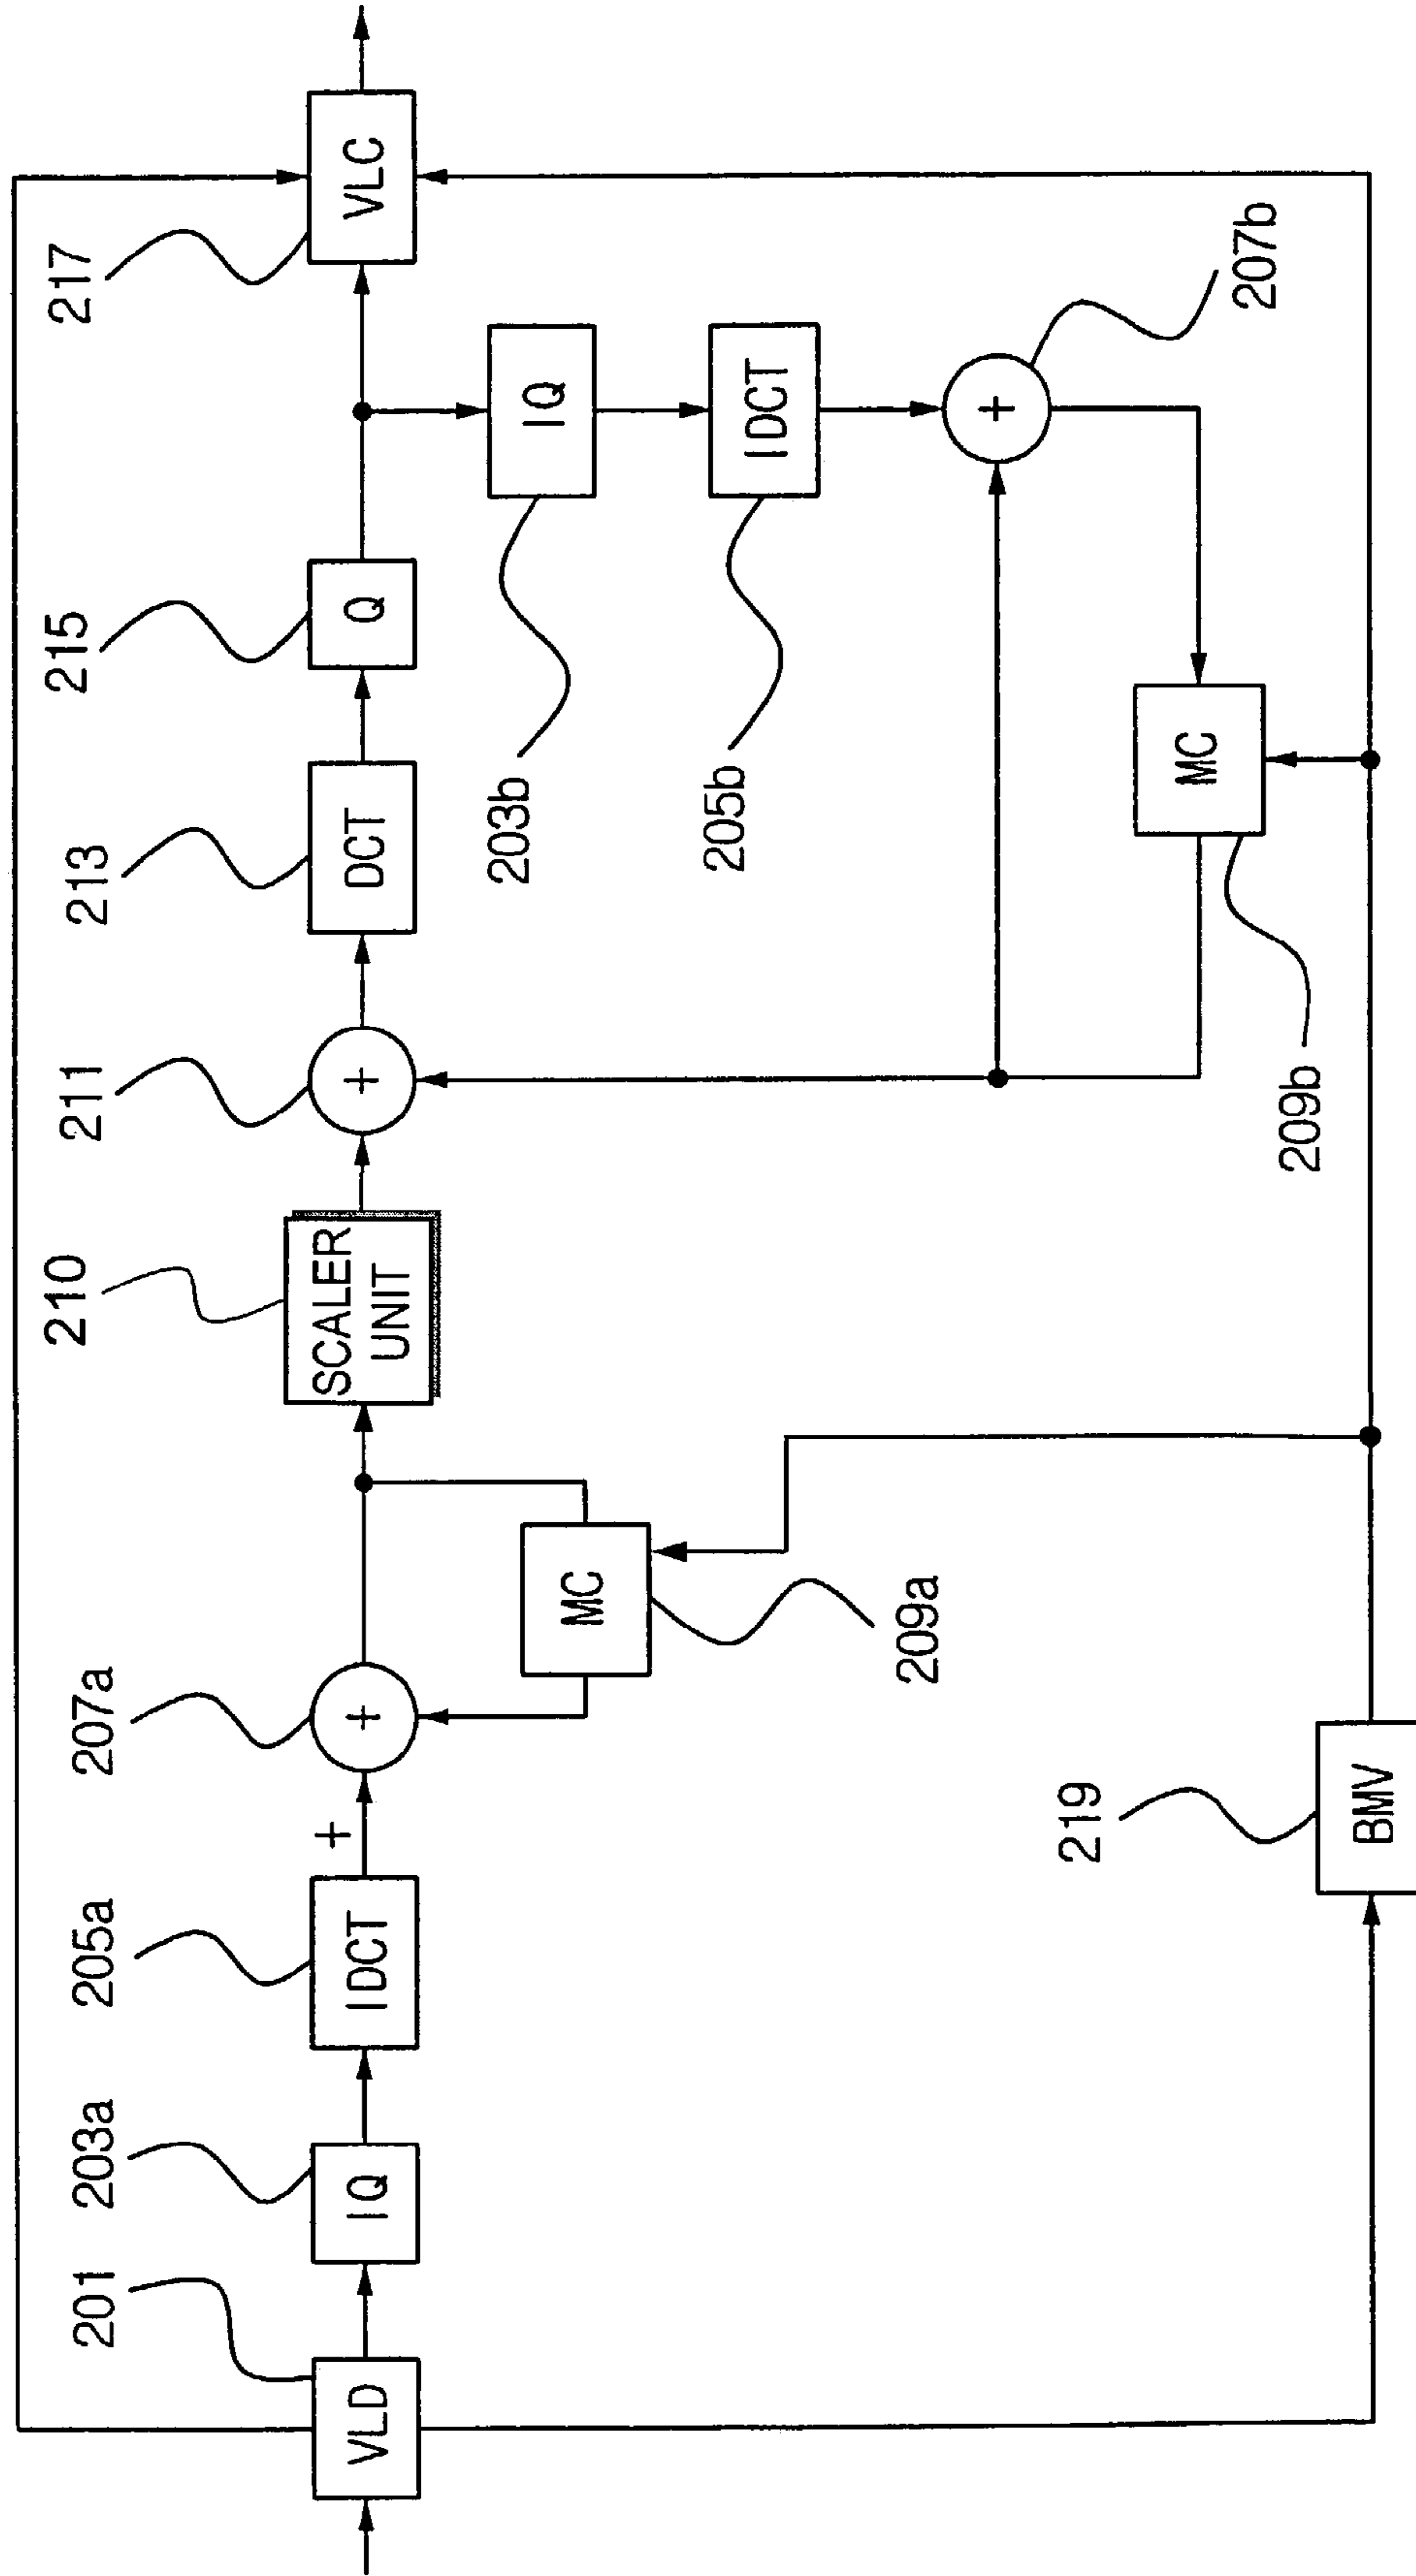 201
203a
205a
207a
210
211
213
215
217
VLD
IQ
IDCT
+
+
SCALER
UNIT
+
DCT
Q
VLC
MC
209a
IQ
203b
IDCT
205b
+
207b
MC
209b
219
BMV